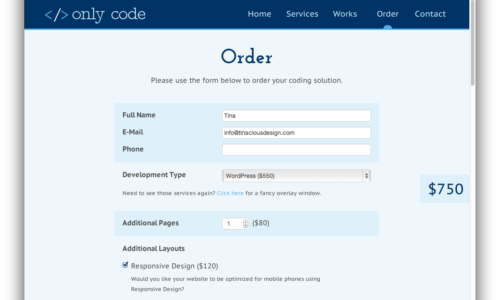 </> only code
Home Services Works Order Contact
Order
Please use the form below to order your coding solution.
Full Name Tina
E-Mail info@tinaciousdesign.com
Phone
Development Type WordPress ($550)
Need to see those services again? Click here for a fancy overlay window.
$750
Additional Pages 1 ($80)
Additional Layouts
Responsive Design ($120)
Would you like your website to be optimized for mobile phones using
Responsive Design?